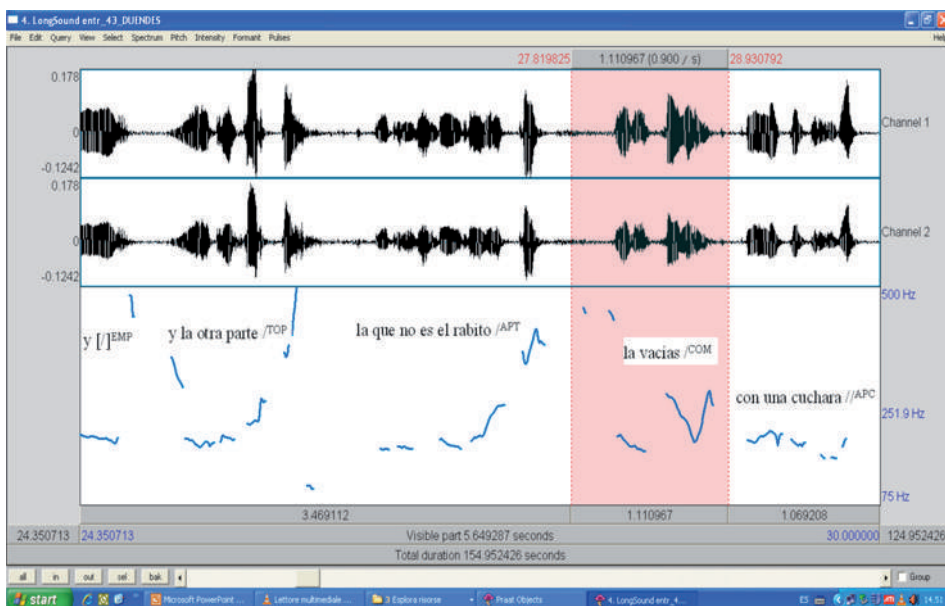 4. LongSound entr_43_DUENDES
File Edit Query View Select Spectrum Pitch Intensity Formant Pulses Help
27.819825 1.110967 (0.900 / s) 28.930792
0.178
0
-0.1242
Channel 1
0.178
0
-0.1242
Channel 2
500 Hz
y [/]EMP y la otra parte /TOP la que no es el rabito /APT la vacias /COM con una cuchara //APC
251.9 Hz
75 Hz
3.469112 1.110967 1.069208
24.350713 24.350713 Visible part 5.649287 seconds 30.000000 124.952426
Total duration 154.952426 seconds
all in out sel bak Group
start Microsoft PowerPoint ... Lettore multimediale ... 3 Esplora risorse Praat Objects 4. LongSound entr_4... ES 14.51